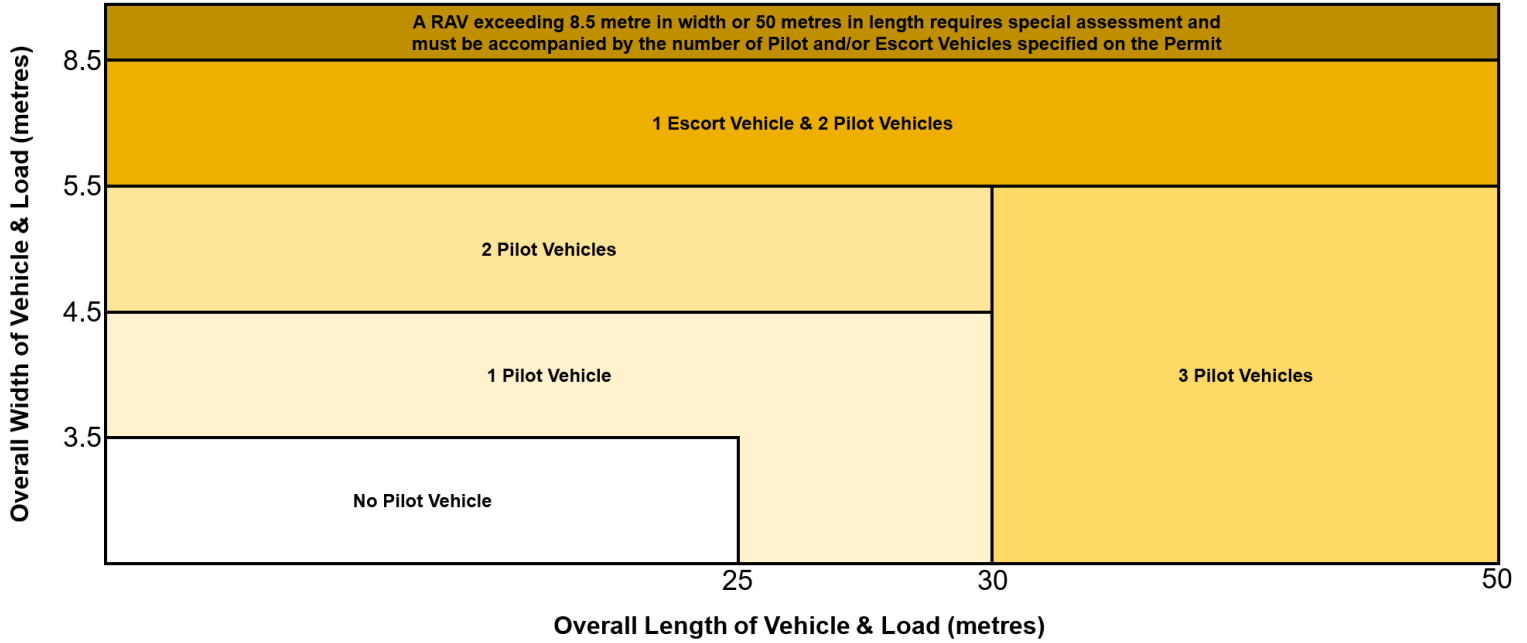 A RAV exceeding 8.5 metre in width or 50 metres in length requires special assessment and
must be accompanied by the number of Pilot and/or Escort Vehicles specified on the Permit
8.5
1 Escort Vehicle & 2 Pilot Vehicles
5.5
2 Pilot Vehicles
4.5
1 Pilot Vehicle
3 Pilot Vehicles
3.5
No Pilot Vehicle
25
30
50
Overall Width of Vehicle & Load (metres)
Overall Length of Vehicle & Load (metres)